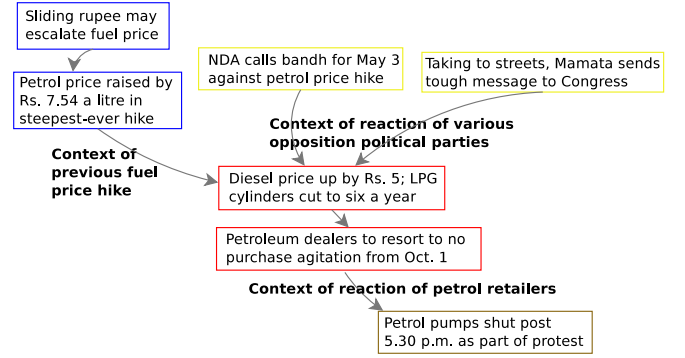 Sliding rupee may
escalate fuel price
NDA calls bandh for May 3
against petrol price hike
Taking to streets, Mamata sends
tough message to Congress
Petrol price raised by
Rs. 7.54 a litre in
steepest-ever hike
Context of reaction of various
opposition political parties
Context of
previous fuel
price hike
Diesel price up by Rs. 5; LPG
cylinders cut to six a year
Petroleum dealers to resort to no
purchase agitation from Oct. 1
Context of reaction of petrol retailers
Petrol pumps shut post
5.30 p.m. as part of protest